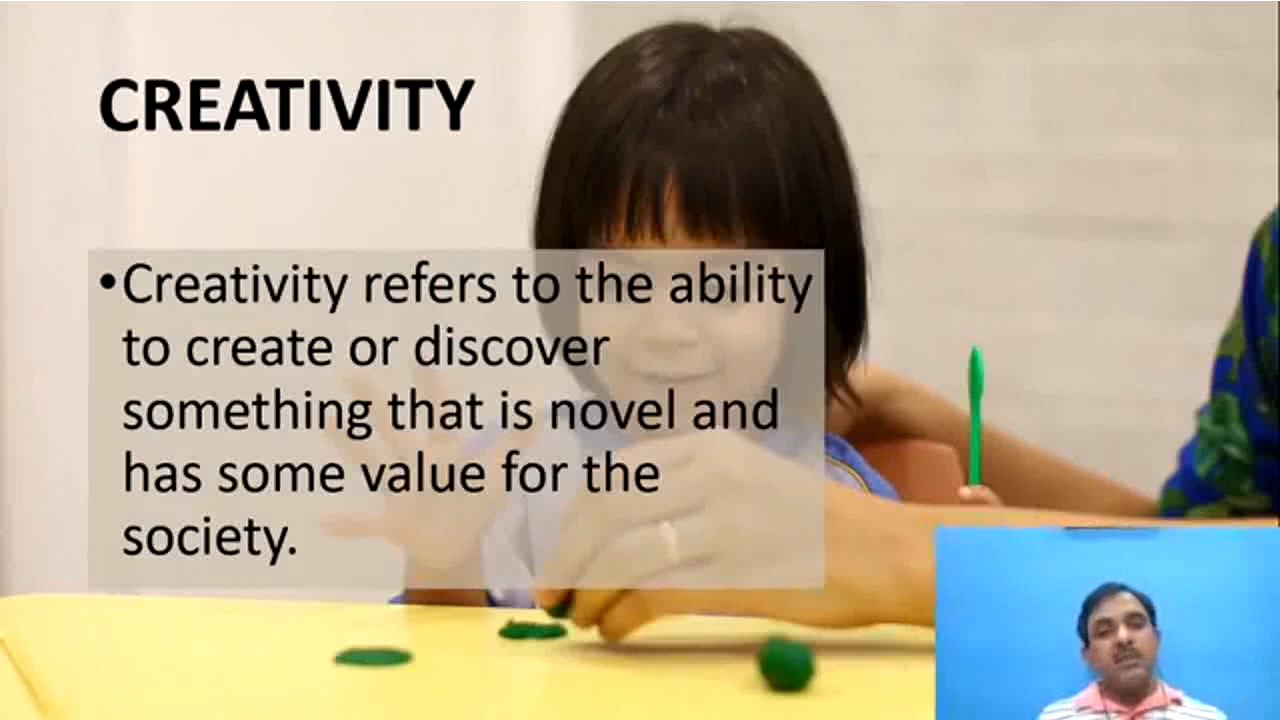 CREATIVITY
•Creativity refers to the ability
to create or discover
something that is novel and
has some value for the
society.